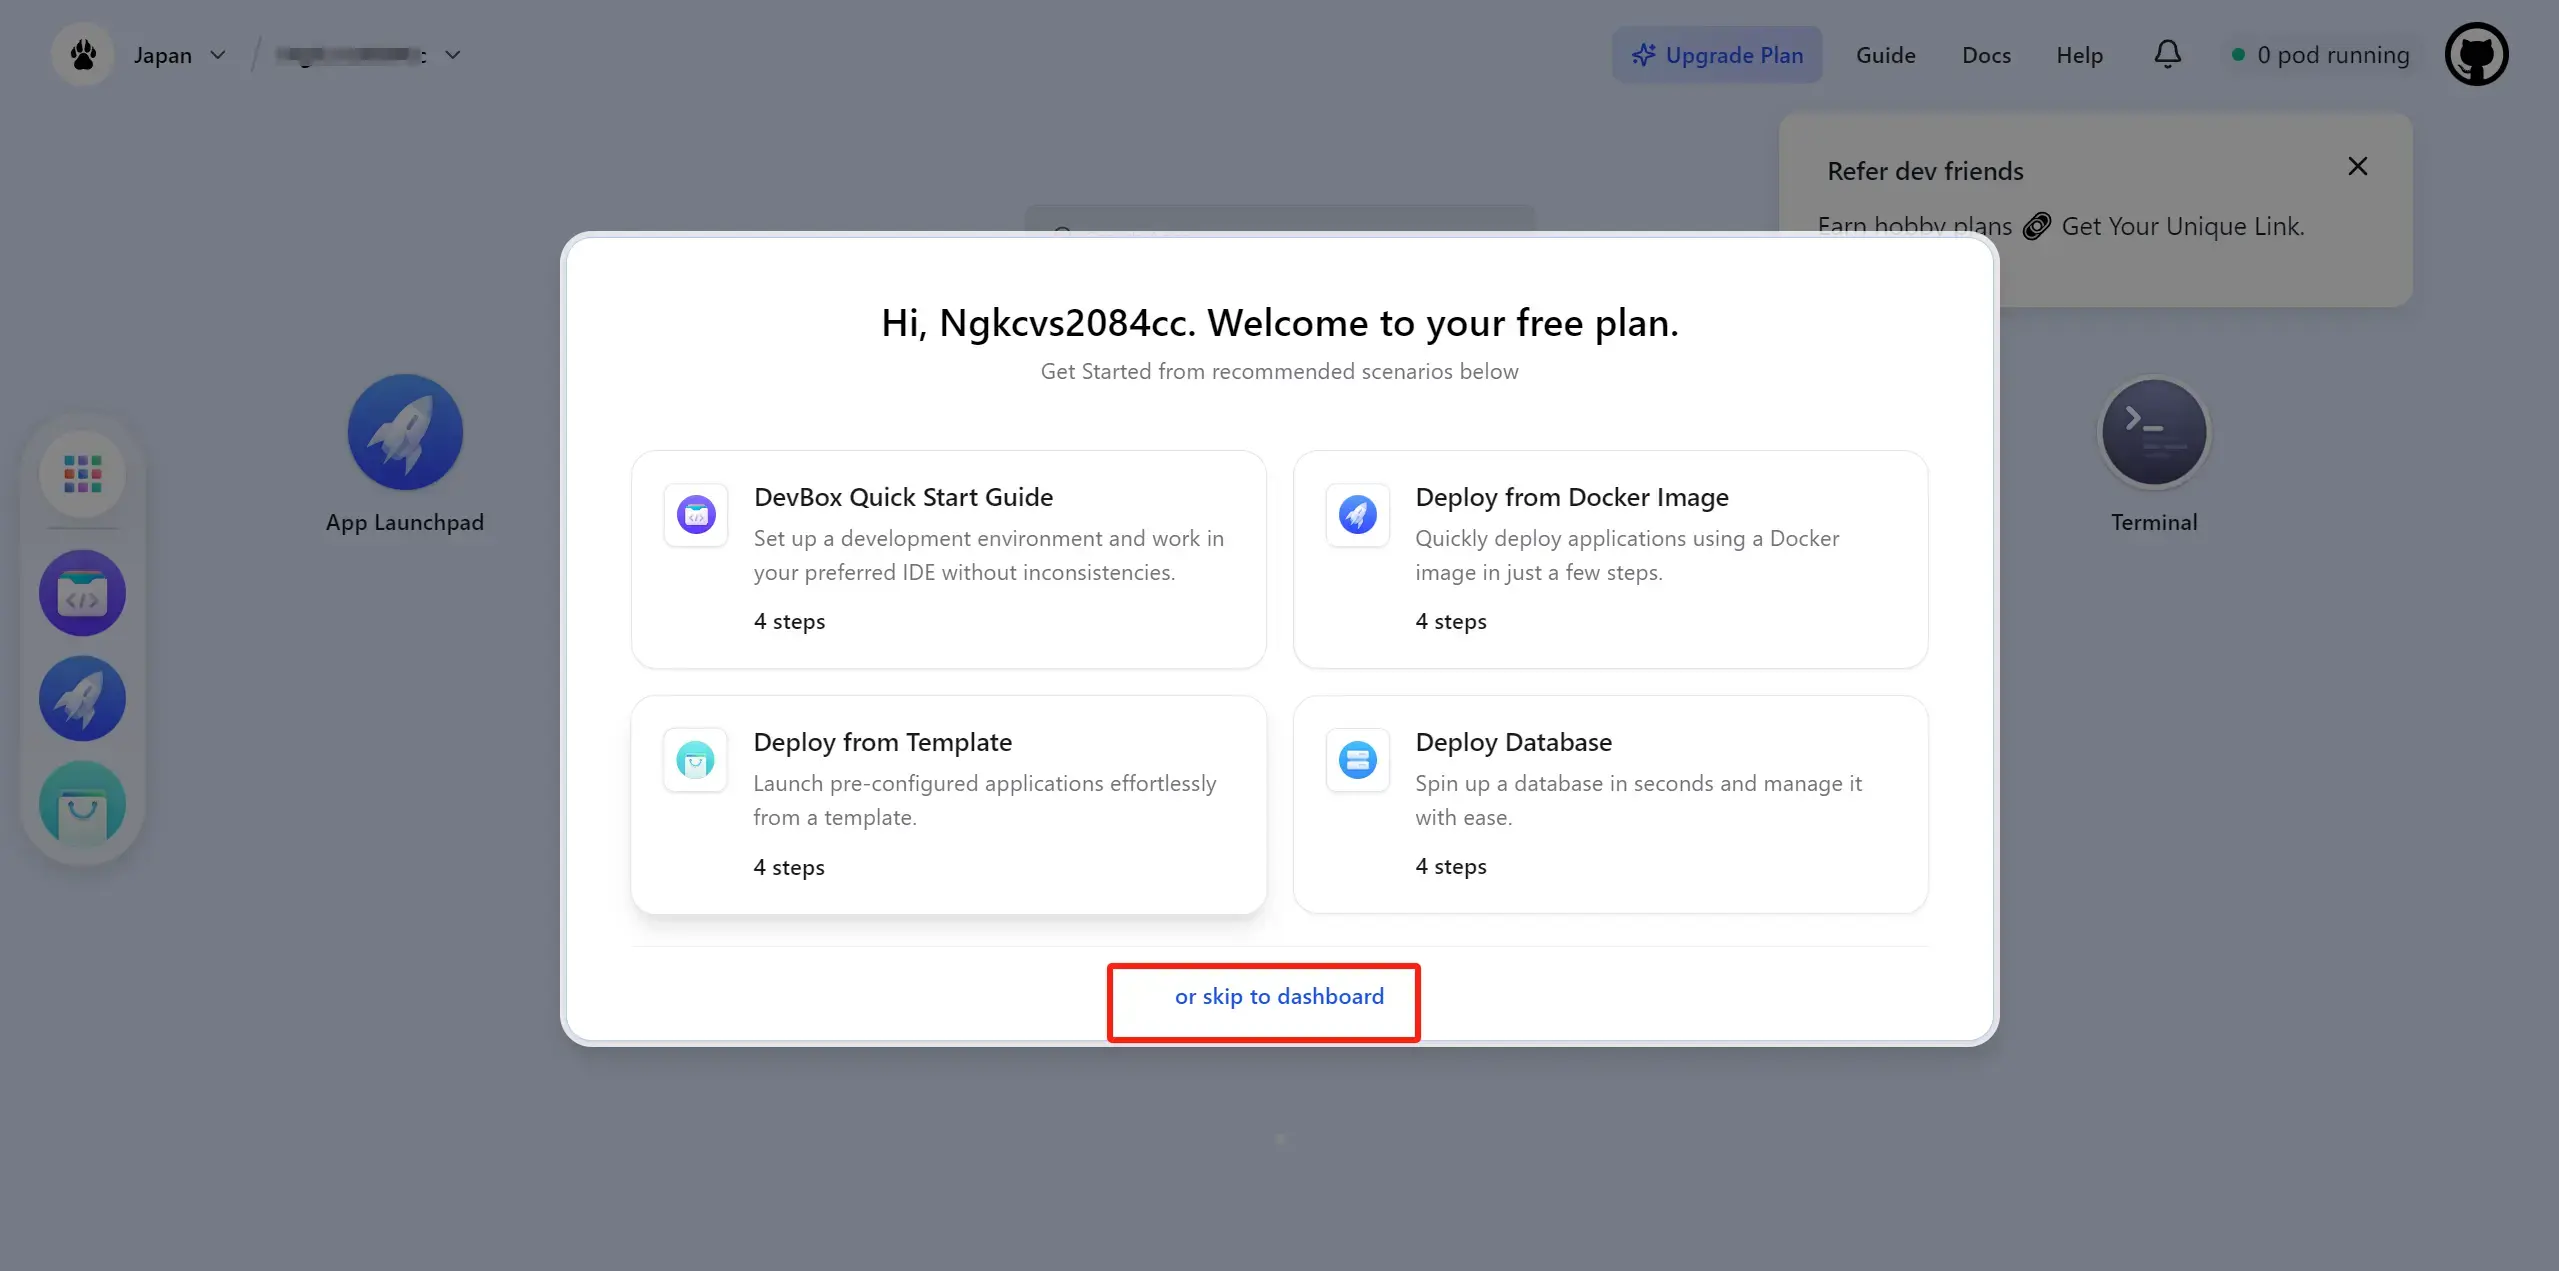 Japan
Upgrade Plan
Guide
Docs
Help
0 pod running
Refer dev friends
Earn hobby plans
Get Your Unique Link.
App Launchpad
Terminal
Hi, Ngkcvs2084cc. Welcome to your free plan.
Get Started from recommended scenarios below
DevBox Quick Start Guide
Set up a development environment and work in
your preferred IDE without inconsistencies.
4 steps
Deploy from Docker Image
Quickly deploy applications using a Docker
image in just a few steps.
4 steps
Deploy from Template
Launch pre-configured applications effortlessly
from a template.
4 steps
Deploy Database
Spin up a database in seconds and manage it
with ease.
4 steps
or skip to dashboard